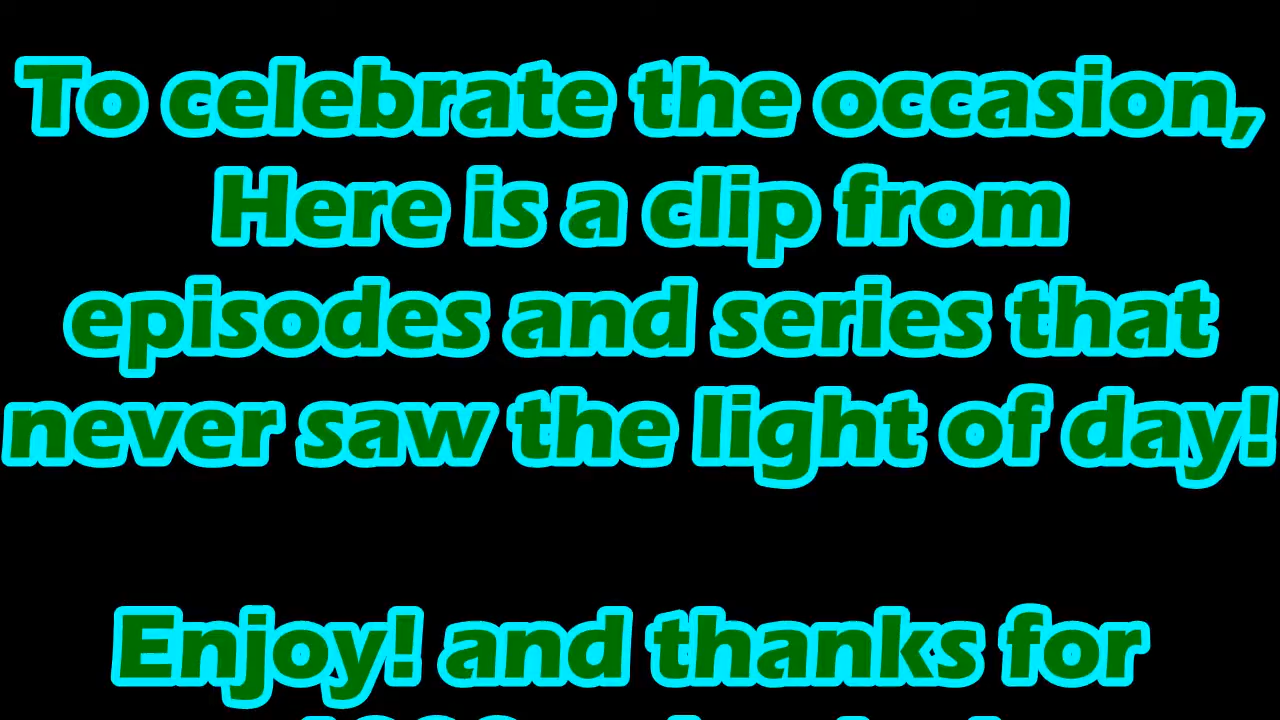 To celebrate the occasion,
Here is a clip from
episodes and series that
never saw the light of day!
Enjoy! and thanks for